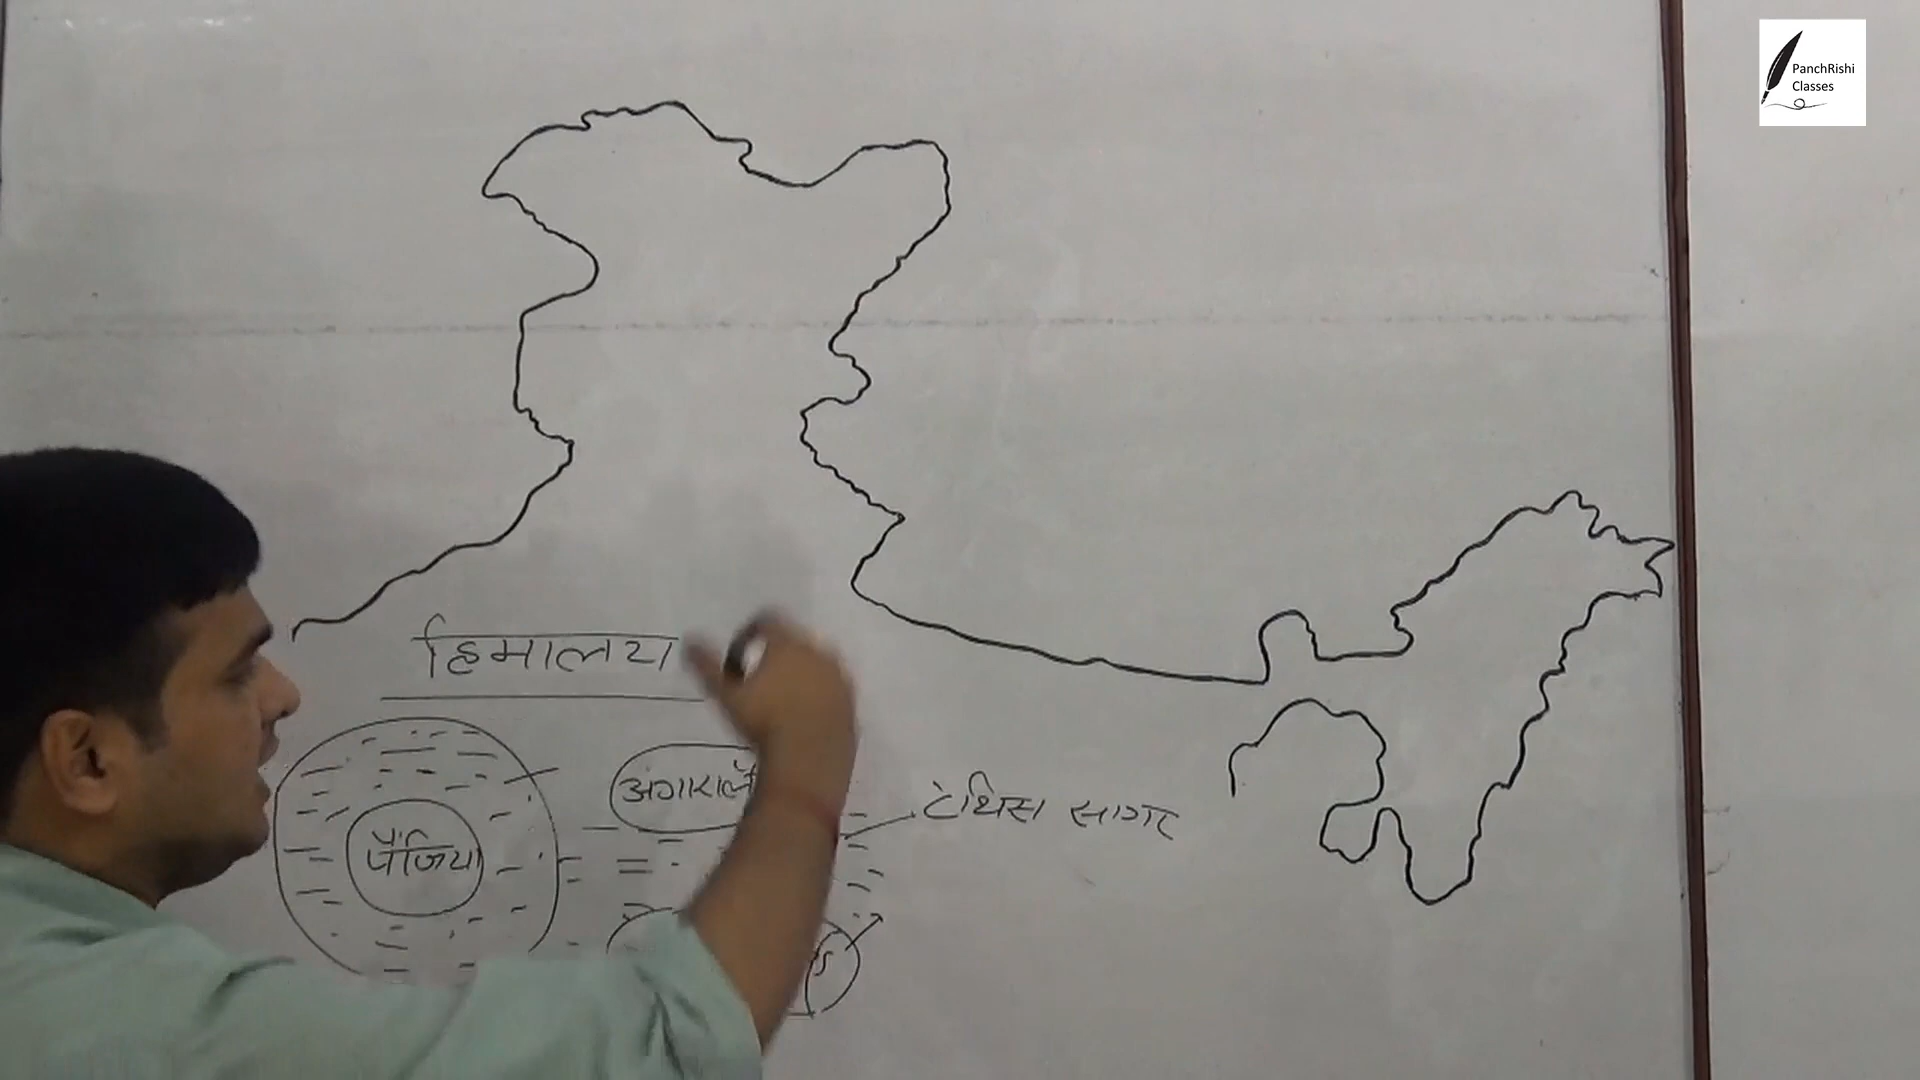 PanchRishi
Classes
हिमालय
अंगारालैं
टेथिस सागर
पैंजिया